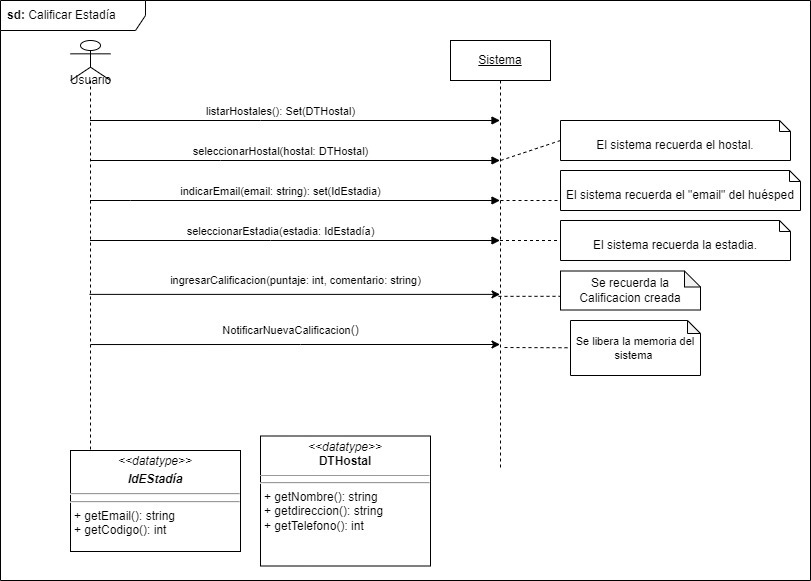 sd: Calificar Estadía
Usuario
Sistema
listarHostales(): Set(DTHostal)
seleccionarHostal(hostal: DTHostal)
El sistema recuerda el hostal.
indicarEmail(email: string): set(IdEstadia)
El sistema recuerda el "email" del huésped
seleccionarEstadia(estadia: IdEstadía)
El sistema recuerda la estadia.
ingresarCalificacion(puntaje: int, comentario: string)
Se recuerda la
Calificacion creada
NotificarNuevaCalificacion()
Se libera la memoria del
sistema
<<datatype>>
IdEStadía
+ getEmail(): string
+ getCodigo(): int
<<datatype>>
DTHostal
+ getNombre(): string
+ getdireccion(): string
+ getTelefono(): int